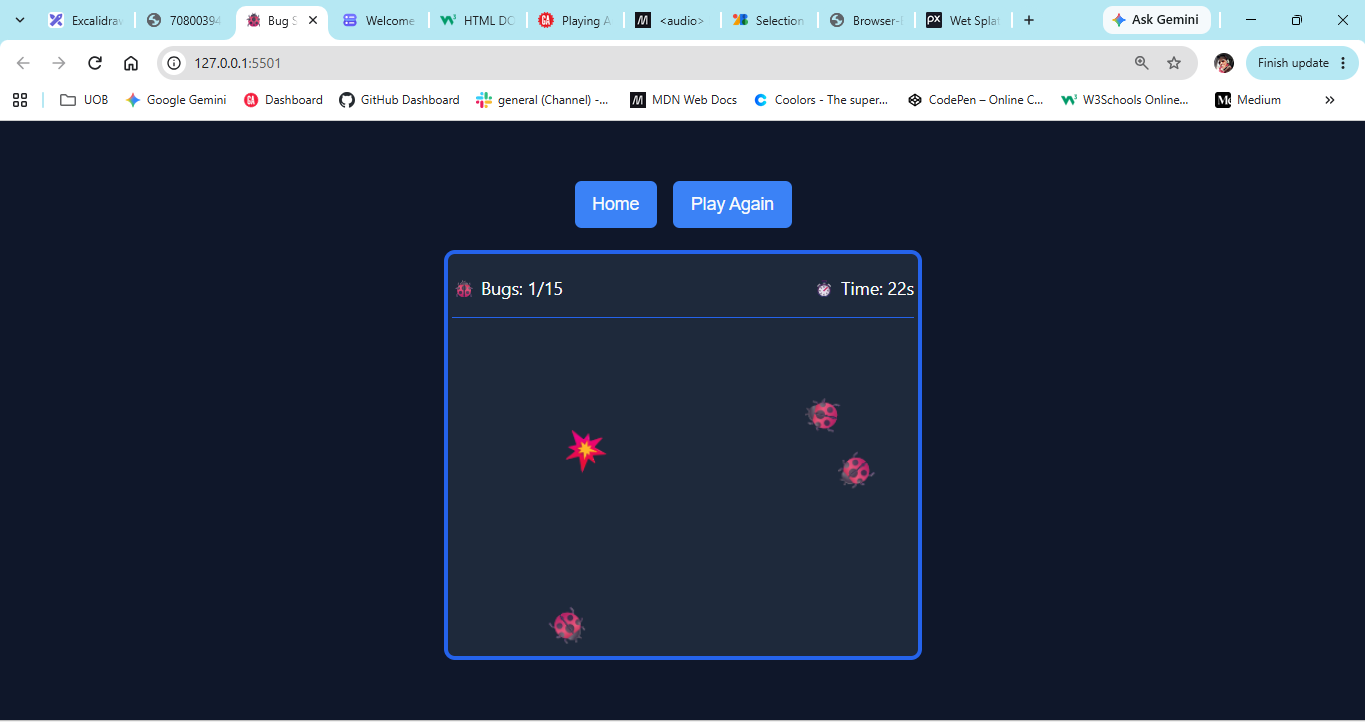 Excalidra
70800394
Bug S
Welcome
HTML DO
Playing A
<audio>
Selection
Browser-
Wet Splat
Ask Gemini
127.0.0.1:5501
Finish update
UOB
Google Gemini
Dashboard
GitHub Dashboard
general (Channel) -...
MDN Web Docs
Coolors - The super...
CodePen – Online C...
W3Schools Online...
Medium
Home
Play Again
Bugs: 1/15
Time: 22s